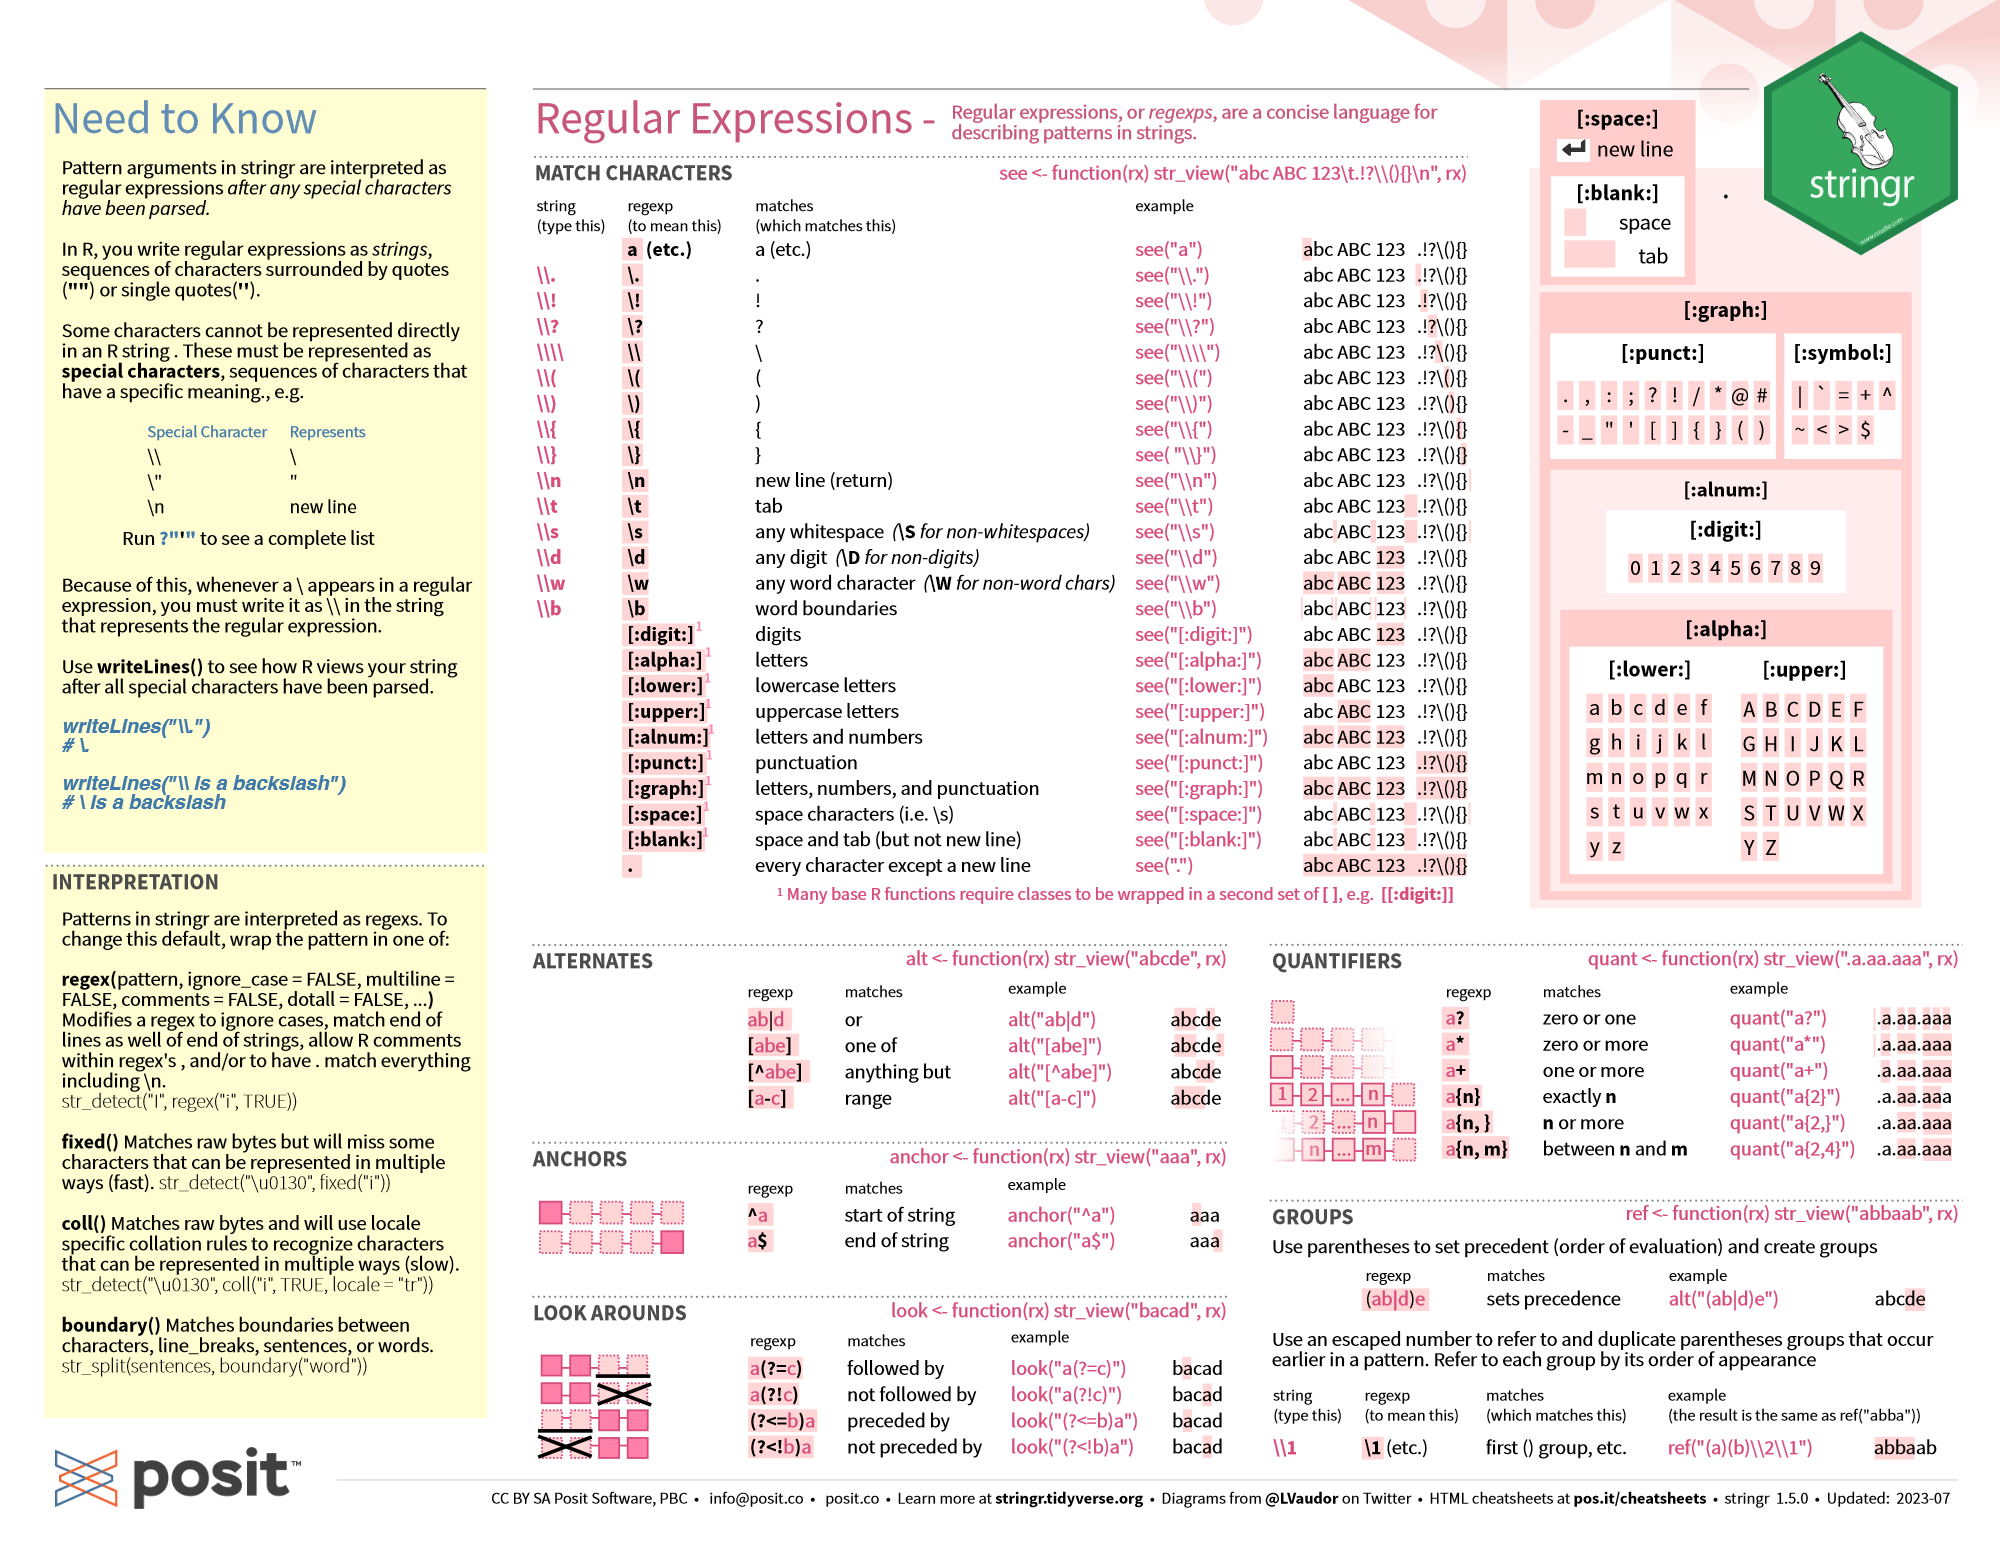 Need to Know
Pattern arguments in stringr are interpreted as
regular expressions after any special characters
have been parsed.
In R, you write regular expressions as strings,
sequences of characters surrounded by quotes
("") or single quotes('').
Some characters cannot be represented directly
in an R string . These must be represented as
special characters, sequences of characters that
have a specific meaning., e.g.
Special Character Represents
\\ \
\" "
\n new line
Run ?"'" to see a complete list
Because of this, whenever a \ appears in a regular
expression, you must write it as \\ in the string
that represents the regular expression.
Use writeLines() to see how R views your string
after all special characters have been parsed.
writeLines("\\.")
# \.
writeLines("\\ is a backslash")
# \ is a backslash
INTERPRETATION
Patterns in stringr are interpreted as regexs. To
change this default, wrap the pattern in one of:
regex(pattern, ignore_case = FALSE, multiline =
FALSE, comments = FALSE, dotall = FALSE, ...)
Modifies a regex to ignore cases, match end of
lines as well of end of strings, allow R comments
within regex's , and/or to have . match everything
including \n.
str_detect("I", regex("i", TRUE))
fixed() Matches raw bytes but will miss some
characters that can be represented in multiple
ways (fast). str_detect("\u0130", fixed("i"))
coll() Matches raw bytes and will use locale
specific collation rules to recognize characters
that can be represented in multiple ways (slow).
str_detect("\u0130", coll("i", TRUE, locale = "tr"))
boundary() Matches boundaries between
characters, line_breaks, sentences, or words.
str_split(sentences, boundary("word"))
Regular Expressions -
Regular expressions, or regexps, are a concise language for
describing patterns in strings.
MATCH CHARACTERS
see <- function(rx) str_view("abc ABC 123\t.!?\\(){}\n", rx)
string regexp matches example
(type this) (to mean this) (which matches this)
a (etc.) a (etc.) see("a") abc ABC 123 .!?\(){}
\\. \. . see("\\.") abc ABC 123 .!?\(){}
\\! \! ! see("\\!") abc ABC 123 .!?\(){}
\\? \? ? see("\\?") abc ABC 123 .!?\(){}
\\\\ \\ \ see("\\\\") abc ABC 123 .!?\(){}
\\( \( ( see("\\(") abc ABC 123 .!?\(){}
\\) \) ) see("\\)") abc ABC 123 .!?\(){}
\\{ \{ { see("\\{") abc ABC 123 .!?\(){}
\\} \} } see( "\\}") abc ABC 123 .!?\(){}
\\n \n new line (return) see("\\n") abc ABC 123 .!?\(){}
\\t \t tab see("\\t") abc ABC 123 .!?\(){}
\\s \s any whitespace (\S for non-whitespaces) see("\\s") abc ABC 123 .!?\(){}
\\d \d any digit (\D for non-digits) see("\\d") abc ABC 123 .!?\(){}
\\w \w any word character (\W for non-word chars) see("\\w") abc ABC 123 .!?\(){}
\\b \b word boundaries see("\\b") abc ABC 123 .!?\(){}
[:digit:]1 digits see("[:digit:]") abc ABC 123 .!?\(){}
[:alpha:]1 letters see("[:alpha:]") abc ABC 123 .!?\(){}
[:lower:]1 lowercase letters see("[:lower:]") abc ABC 123 .!?\(){}
[:upper:]1 uppercase letters see("[:upper:]") abc ABC 123 .!?\(){}
[:alnum:]1 letters and numbers see("[:alnum:]") abc ABC 123 .!?\(){}
[:punct:]1 punctuation see("[:punct:]") abc ABC 123 .!?\(){}
[:graph:]1 letters, numbers, and punctuation see("[:graph:]") abc ABC 123 .!?\(){}
[:space:]1 space characters (i.e. \s) see("[:space:]") abc ABC 123 .!?\(){}
[:blank:]1 space and tab (but not new line) see("[:blank:]") abc ABC 123 .!?\(){}
. every character except a new line see(".") abc ABC 123 .!?\(){}
1 Many base R functions require classes to be wrapped in a second set of [ ], e.g. [[:digit:]]
[:space:]
new line
[:blank:]
space
tab
.
stringr
www.rstudio.com
[:graph:]
[:punct:] [:symbol:]
. , : ; ? ! / * @ # | ` = + ^
- _ " ' [ ] { } ( ) ~ < > $
[:alnum:]
[:digit:]
0 1 2 3 4 5 6 7 8 9
[:alpha:]
[:lower:] [:upper:]
a b c d e f A B C D E F
g h i j k l G H I J K L
m n o p q r M N O P Q R
s t u v w x S T U V W X
y z Y Z
ALTERNATES
alt <- function(rx) str_view("abcde", rx)
regexp matches example
ab|d or alt("ab|d") abcde
[abe] one of alt("[abe]") abcde
[^abe] anything but alt("[^abe]") abcde
[a-c] range alt("[a-c]") abcde
ANCHORS
anchor <- function(rx) str_view("aaa", rx)
regexp matches example
^a start of string anchor("^a") aaa
a$ end of string anchor("a$") aaa
LOOK AROUNDS
look <- function(rx) str_view("bacad", rx)
regexp matches example
a(?=c) followed by look("a(?=c)") bacad
a(?!c) not followed by look("a(?!c)") bacad
(?<=b)a preceded by look("(?<=b)a") bacad
(?<!b)a not preceded by look("(?<!b)a") bacad
QUANTIFIERS
quant <- function(rx) str_view(".a.aa.aaa", rx)
regexp matches example
a? zero or one quant("a?") .a.aa.aaa
a* zero or more quant("a*") .a.aa.aaa
a+ one or more quant("a+") .a.aa.aaa
1 2 ... n a{n} exactly n quant("a{2}") .a.aa.aaa
1 2 ... n a{n, } n or more quant("a{2,}") .a.aa.aaa
n ... m a{n, m} between n and m quant("a{2,4}") .a.aa.aaa
GROUPS
ref <- function(rx) str_view("abbaab", rx)
Use parentheses to set precedent (order of evaluation) and create groups
regexp matches example
(ab|d)e sets precedence alt("(ab|d)e") abcde
Use an escaped number to refer to and duplicate parentheses groups that occur
earlier in a pattern. Refer to each group by its order of appearance
string regexp matches example
(type this) (to mean this) (which matches this) (the result is the same as ref("abba"))
\\1 \1 (etc.) first () group, etc. ref("(a)(b)\\2\\1") abbaab
posit™
CC BY SA Posit Software, PBC • info@posit.co • posit.co • Learn more at stringr.tidyverse.org • Diagrams from @LVaudor on Twitter • HTML cheatsheets at pos.it/cheatsheets • stringr 1.5.0 • Updated: 2023-07